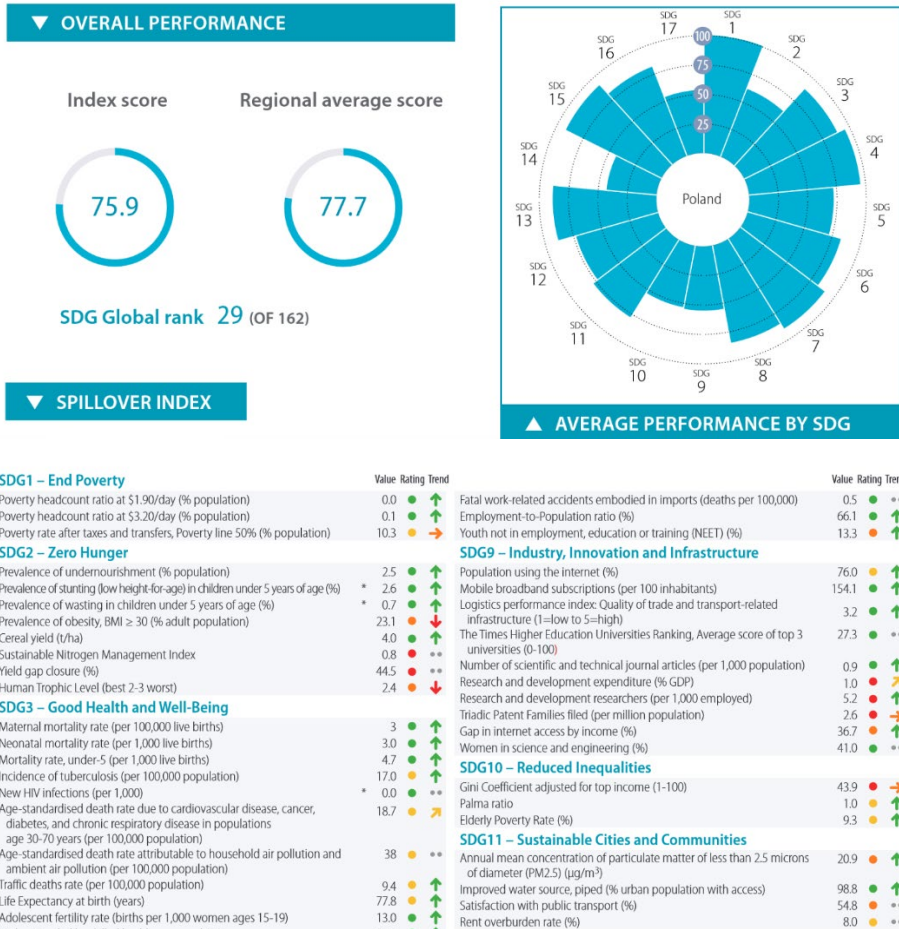 ▼ OVERALL PERFORMANCE
Index score
Regional average score
75.9
77.7
SDG Global rank 29 (OF 162)
▼ SPILLOVER INDEX
SDG 1
SDG 2
SDG 3
SDG 4
SDG 5
SDG 6
SDG 7
SDG 8
SDG 9
SDG 10
SDG 11
SDG 12
SDG 13
SDG 14
SDG 15
SDG 16
SDG 17
100
75
50
25
Poland
▲ AVERAGE PERFORMANCE BY SDG
SDG1 – End Poverty Value Rating Trend
Poverty headcount ratio at $1.90/day (% population) 0.0
Poverty headcount ratio at $3.20/day (% population) 0.1
Poverty rate after taxes and transfers, Poverty line 50% (% population) 10.3
SDG2 – Zero Hunger
Prevalence of undernourishment (% population) 2.5
Prevalence of stunting (low height-for-age) in children under 5 years of age (%) * 2.6
Prevalence of wasting in children under 5 years of age (%) * 0.7
Prevalence of obesity, BMI ≥ 30 (% adult population) 23.1
Cereal yield (t/ha) 4.0
Sustainable Nitrogen Management Index 0.8
Yield gap closure (%) 44.5
Human Trophic Level (best 2-3 worst) 2.4
SDG3 – Good Health and Well-Being
Maternal mortality rate (per 100,000 live births) 3
Neonatal mortality rate (per 1,000 live births) 3.0
Mortality rate, under-5 (per 1,000 live births) 4.7
Incidence of tuberculosis (per 100,000 population) 17.0
New HIV infections (per 1,000) * 0.0
Age-standardised death rate due to cardiovascular disease, cancer, 18.7
diabetes, and chronic respiratory disease in populations
age 30-70 years (per 100,000 population)
Age-standardised death rate attributable to household air pollution and 38
ambient air pollution (per 100,000 population)
Traffic deaths rate (per 100,000 population) 9.4
Life Expectancy at birth (years) 77.8
Adolescent fertility rate (births per 1,000 women ages 15-19) 13.0
Value Rating Tren
Fatal work-related accidents embodied in imports (deaths per 100,000) 0.5
Employment-to-Population ratio (%) 66.1
Youth not in employment, education or training (NEET) (%) 13.3
SDG9 – Industry, Innovation and Infrastructure
Population using the internet (%) 76.0
Mobile broadband subscriptions (per 100 inhabitants) 154.1
Logistics performance index: Quality of trade and transport-related 3.2
infrastructure (1=low to 5=high)
The Times Higher Education Universities Ranking, Average score of top 3 27.3
universities (0-100)
Number of scientific and technical journal articles (per 1,000 population) 0.9
Research and development expenditure (% GDP) 1.0
Research and development researchers (per 1,000 employed) 5.2
Triadic Patent Families filed (per million population) 2.6
Gap in internet access by income (%) 36.7
Women in science and engineering (%) 41.0
SDG10 – Reduced Inequalities
Gini Coefficient adjusted for top income (1-100) 43.9
Palma ratio 1.0
Elderly Poverty Rate (%) 9.3
SDG11 – Sustainable Cities and Communities
Annual mean concentration of particulate matter of less than 2.5 microns 20.9
of diameter (PM2.5) (μg/m³)
Improved water source, piped (% urban population with access) 98.8
Satisfaction with public transport (%) 54.8
Rent overburden rate (%) 8.0